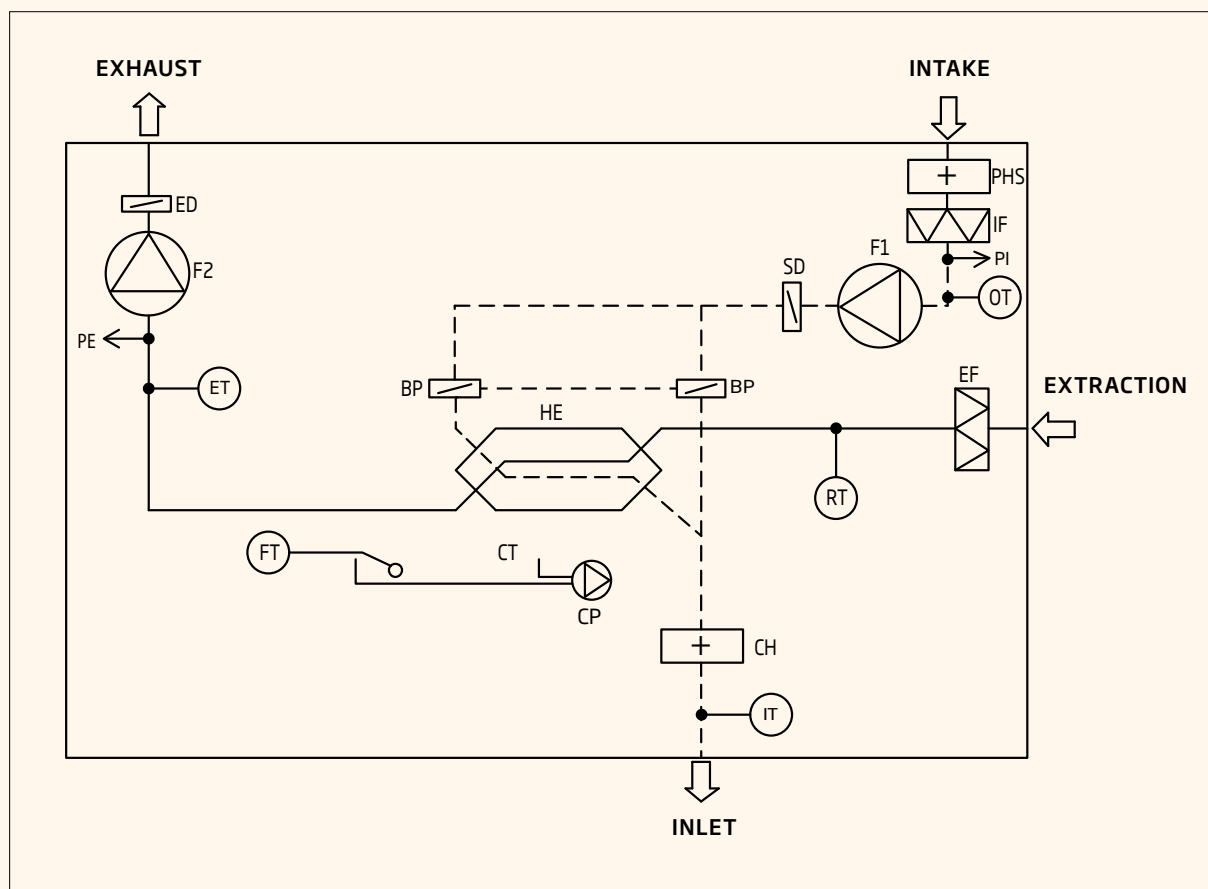 EXHAUST
INTAKE
PHS
ED
IF
F1
PI
F2
SD
OT
PE
EF
ET
BP
BP
EXTRACTION
HE
RT
FT
CT
CP
CH
IT
INLET